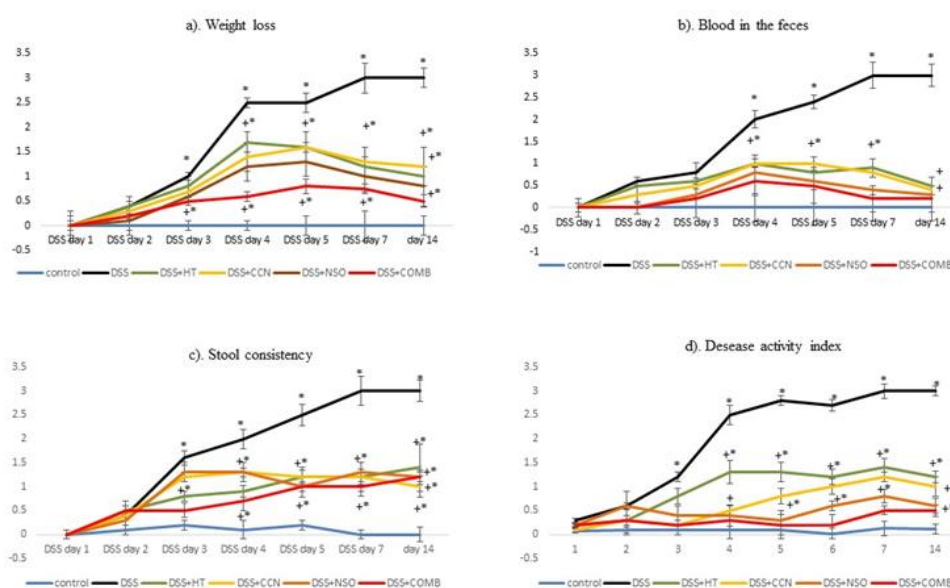 a). Weight loss
3.5
3
2.5
2
1.5
1
0.5
0
-0.5
* * * * * *
+* +* +* +*
+* +* +* +*
DSS day 1 DSS day 2 DSS day 3 DSS day 4 DSS day 5 DSS day 7 day 14
control DSS DSS+HT DSS+CCN DSS+NSO DSS+COMB
b). Blood in the feces
3.5
3
2.5
2
1.5
1
0.5
0
-0.5
-1
* * * *
+* +* +* +
DSS day 1 DSS day 2 DSS day 3 DSS day 4 DSS day 5 DSS day 7 day 14
control DSS DSS+HT DSS+CCN DSS+NSO DSS+COMB
c). Stool consistency
3.5
3
2.5
2
1.5
1
0.5
0
-0.5
* * * * *
+* +* +* +* +*
+* +* +* +* +*
DSS day 1 DSS day 2 DSS day 3 DSS day 4 DSS day 5 DSS day 7 day 14
control DSS DSS+HT DSS+CCN DSS+NSO DSS+COMB
d). Desease activity index
3.5
3
2.5
2
1.5
1
0.5
0
-0.5
* * * * * *
+* +* +* +* +*
+ +* +* +*
1 2 3 4 5 6 7 14
control DSS DSS+HT DSS+CCN DSS+NSO DSS+COMB